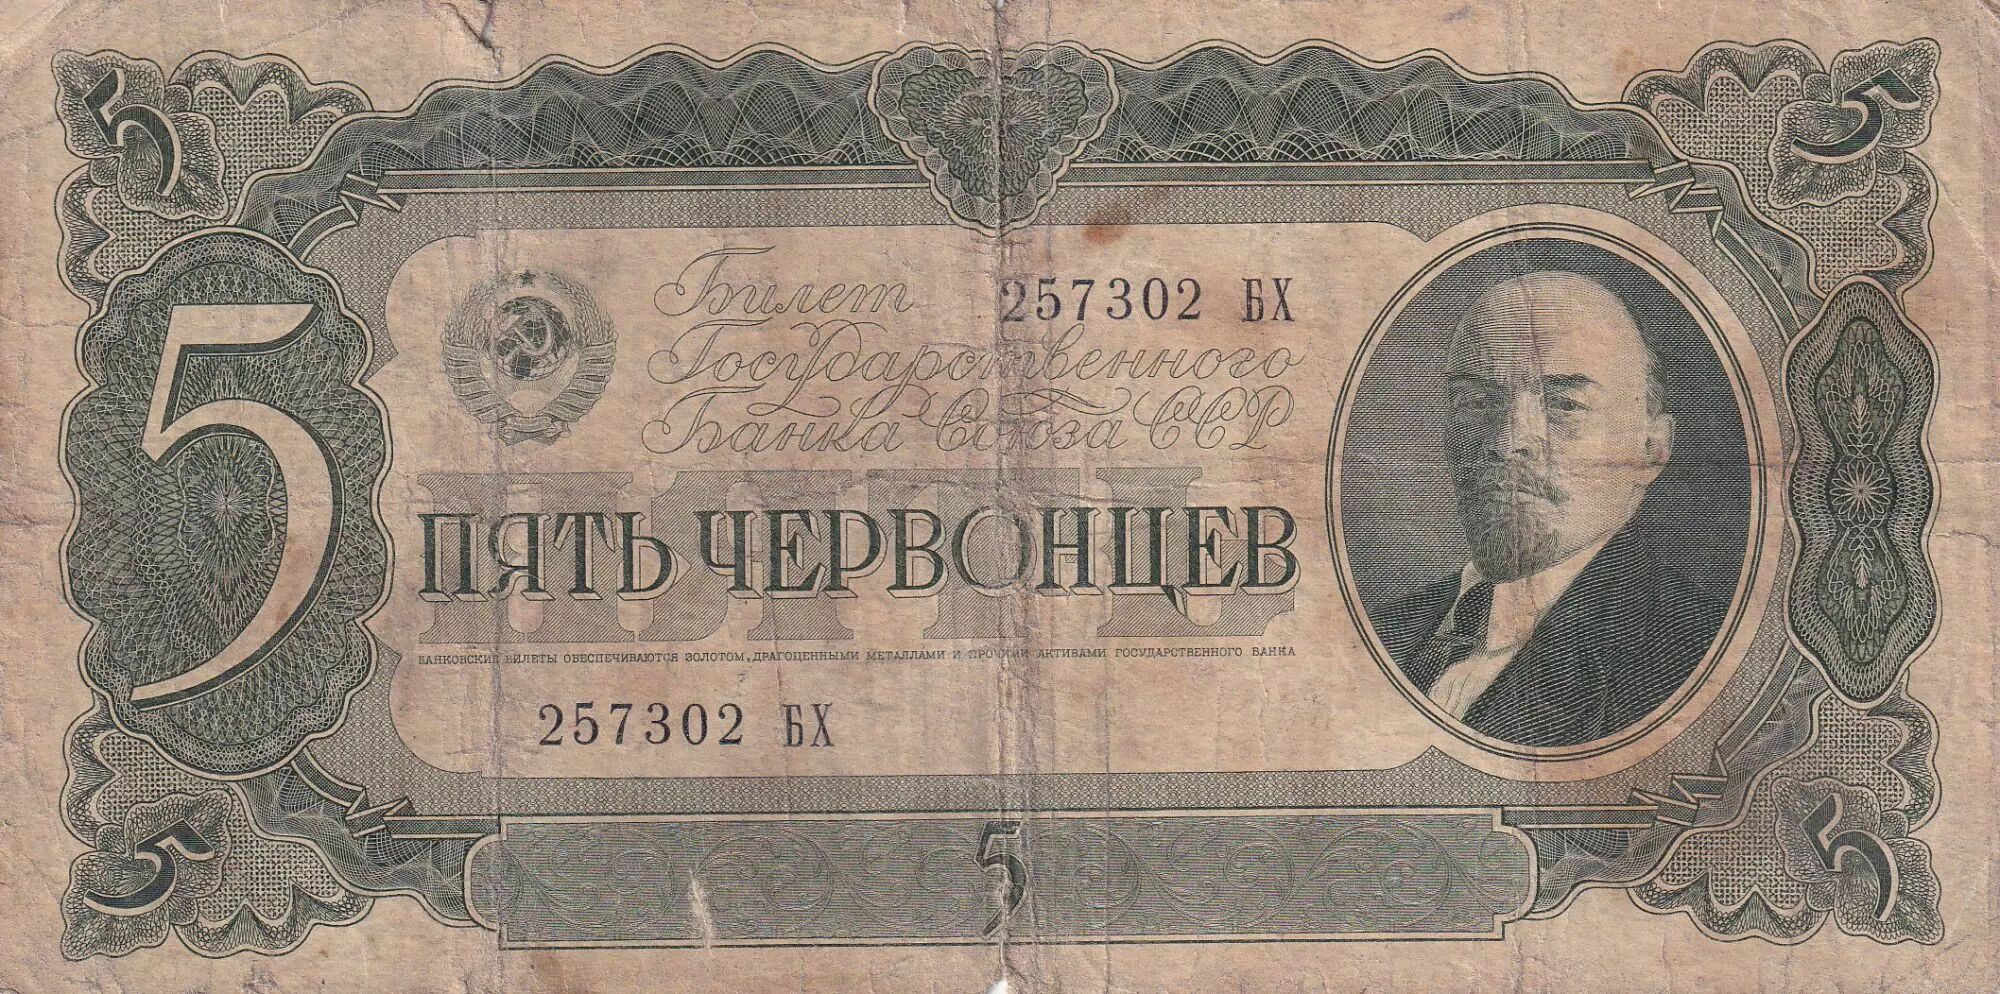 5
5
Билет 257302 БХ
Государственного
Банка Союза ССР
5
ПЯТЬ
ПЯТЬ ЧЕРВОНЦЕВ
БАНКОВСКИЕ БИЛЕТЫ ОБЕСПЕЧИВАЮТСЯ ЗОЛОТОМ, ДРАГОЦЕННЫМИ МЕТАЛЛАМИ И ПРОЧИМИ АКТИВАМИ ГОСУДАРСТВЕННОГО БАНКА
257302 БХ
5
5
5